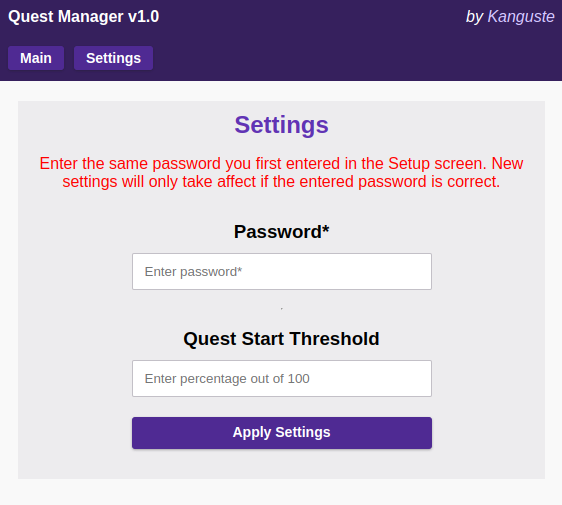 Quest Manager v1.0
by Kanguste
Main
Settings
Settings
Enter the same password you first entered in the Setup screen. New
settings will only take affect if the entered password is correct.
Password*
Enter password*
.
Quest Start Threshold
Enter percentage out of 100
Apply Settings